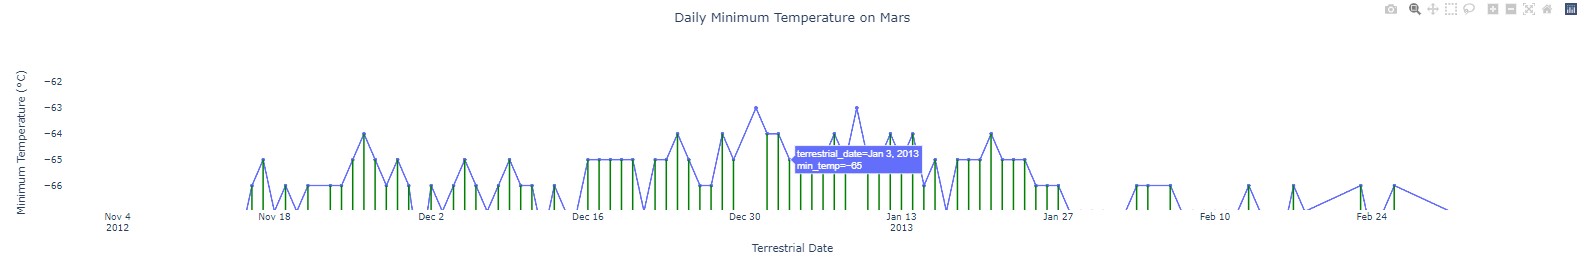 Daily Minimum Temperature on Mars
Minimum Temperature (°C)
−62
−63
−64
−65
−66
terrestrial_date=Jan 3, 2013
min_temp=−65
Nov 4
2012
Nov 18
Dec 2
Dec 16
Dec 30
Jan 13
2013
Jan 27
Feb 10
Feb 24
Terrestrial Date